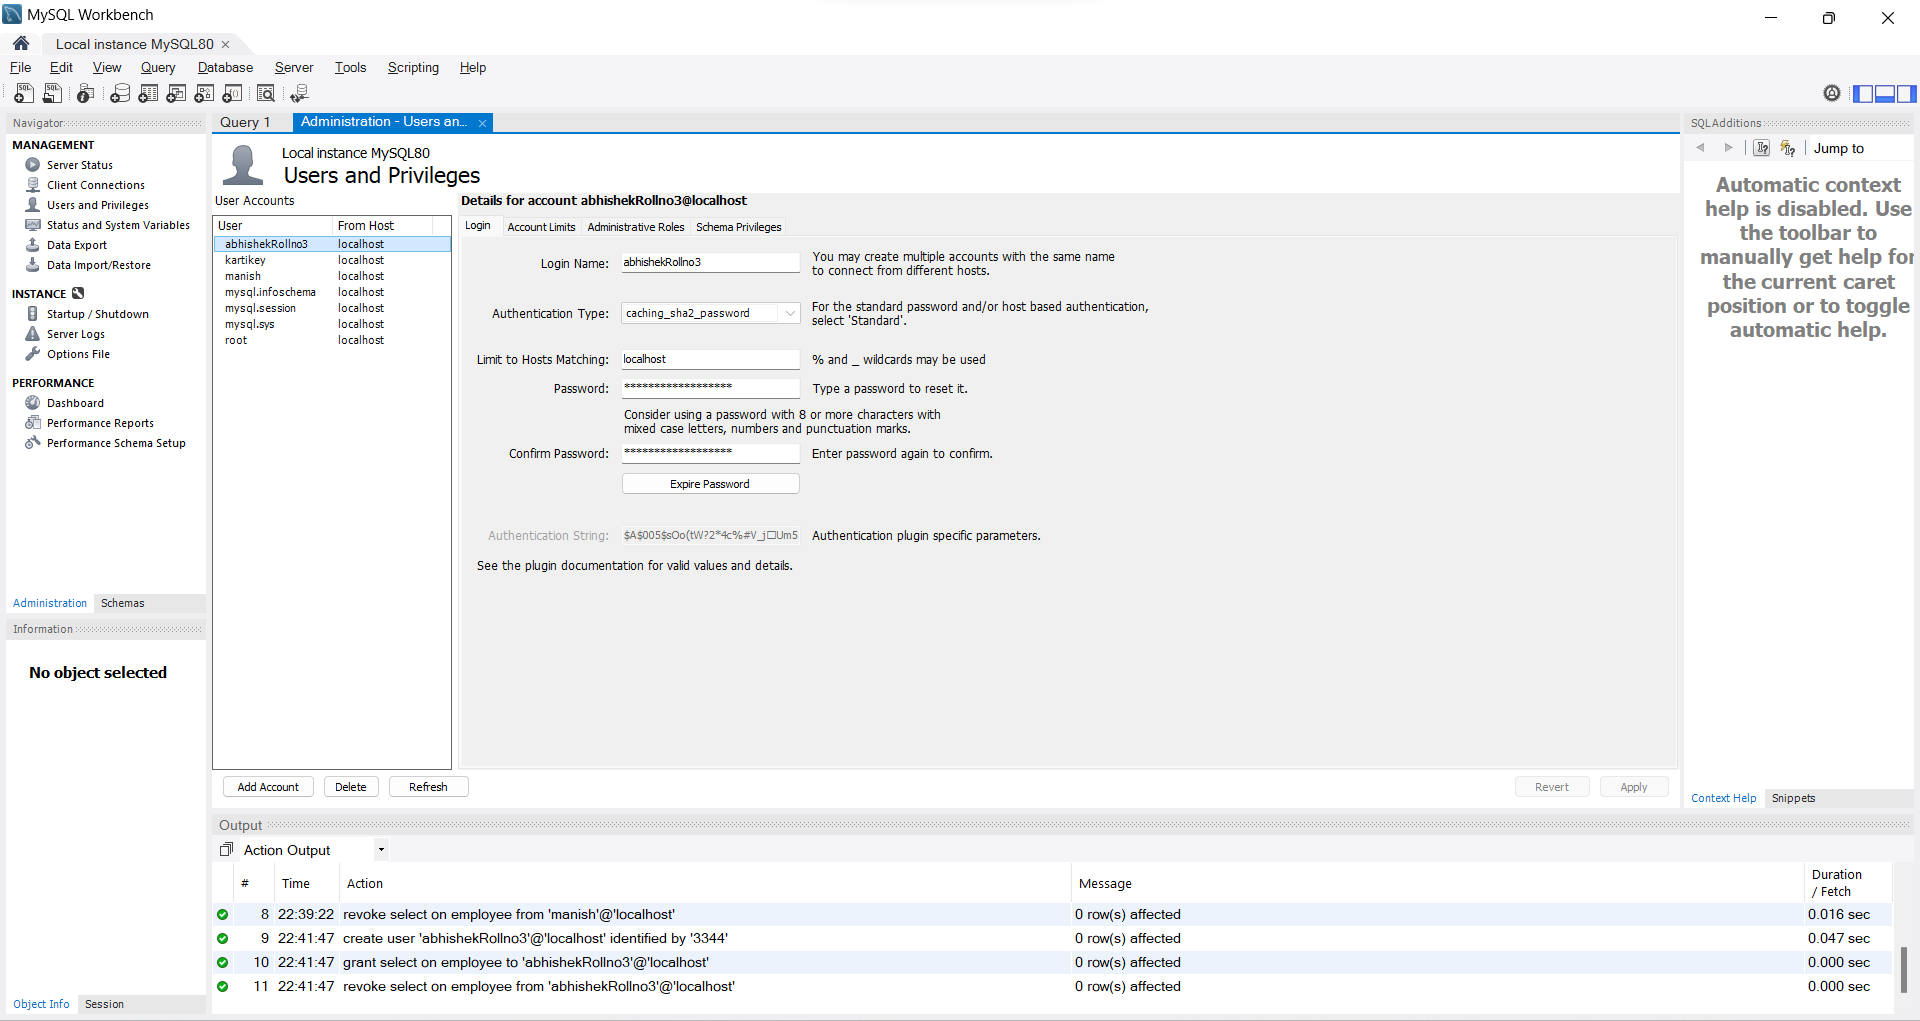 MySQL Workbench
Local instance MySQL80
File Edit View Query Database Server Tools Scripting Help
Navigator
MANAGEMENT
Server Status
Client Connections
Users and Privileges
Status and System Variables
Data Export
Data Import/Restore
INSTANCE
Startup / Shutdown
Server Logs
Options File
PERFORMANCE
Dashboard
Performance Reports
Performance Schema Setup
Administration Schemas
Information
No object selected
Object Info Session
Query 1 Administration - Users an...
Local instance MySQL80
Users and Privileges
User Accounts
User From Host
abhishekRollno3 localhost
kartikey localhost
manish localhost
mysql.infoschema localhost
mysql.session localhost
mysql.sys localhost
root localhost
Add Account Delete Refresh
Details for account abhishekRollno3@localhost
Login Account Limits Administrative Roles Schema Privileges
Login Name: abhishekRollno3 You may create multiple accounts with the same name
to connect from different hosts.
Authentication Type: caching_sha2_password For the standard password and/or host based authentication,
select 'Standard'.
Limit to Hosts Matching: localhost % and _ wildcards may be used
Password: ****************** Type a password to reset it.
Consider using a password with 8 or more characters with
mixed case letters, numbers and punctuation marks.
Confirm Password: ****************** Enter password again to confirm.
Expire Password
Authentication String: $A$005$sOo(tW?2*4c%#V_j□Um5 Authentication plugin specific parameters.
See the plugin documentation for valid values and details.
Revert Apply
SQLAdditions
Jump to
Automatic context
help is disabled. Use
the toolbar to
manually get help for
the current caret
position or to toggle
automatic help.
Context Help Snippets
Output
Action Output
# Time Action Message Duration / Fetch
8 22:39:22 revoke select on employee from 'manish'@'localhost' 0 row(s) affected 0.016 sec
9 22:41:47 create user 'abhishekRollno3'@'localhost' identified by '3344' 0 row(s) affected 0.047 sec
10 22:41:47 grant select on employee to 'abhishekRollno3'@'localhost' 0 row(s) affected 0.000 sec
11 22:41:47 revoke select on employee from 'abhishekRollno3'@'localhost' 0 row(s) affected 0.000 sec